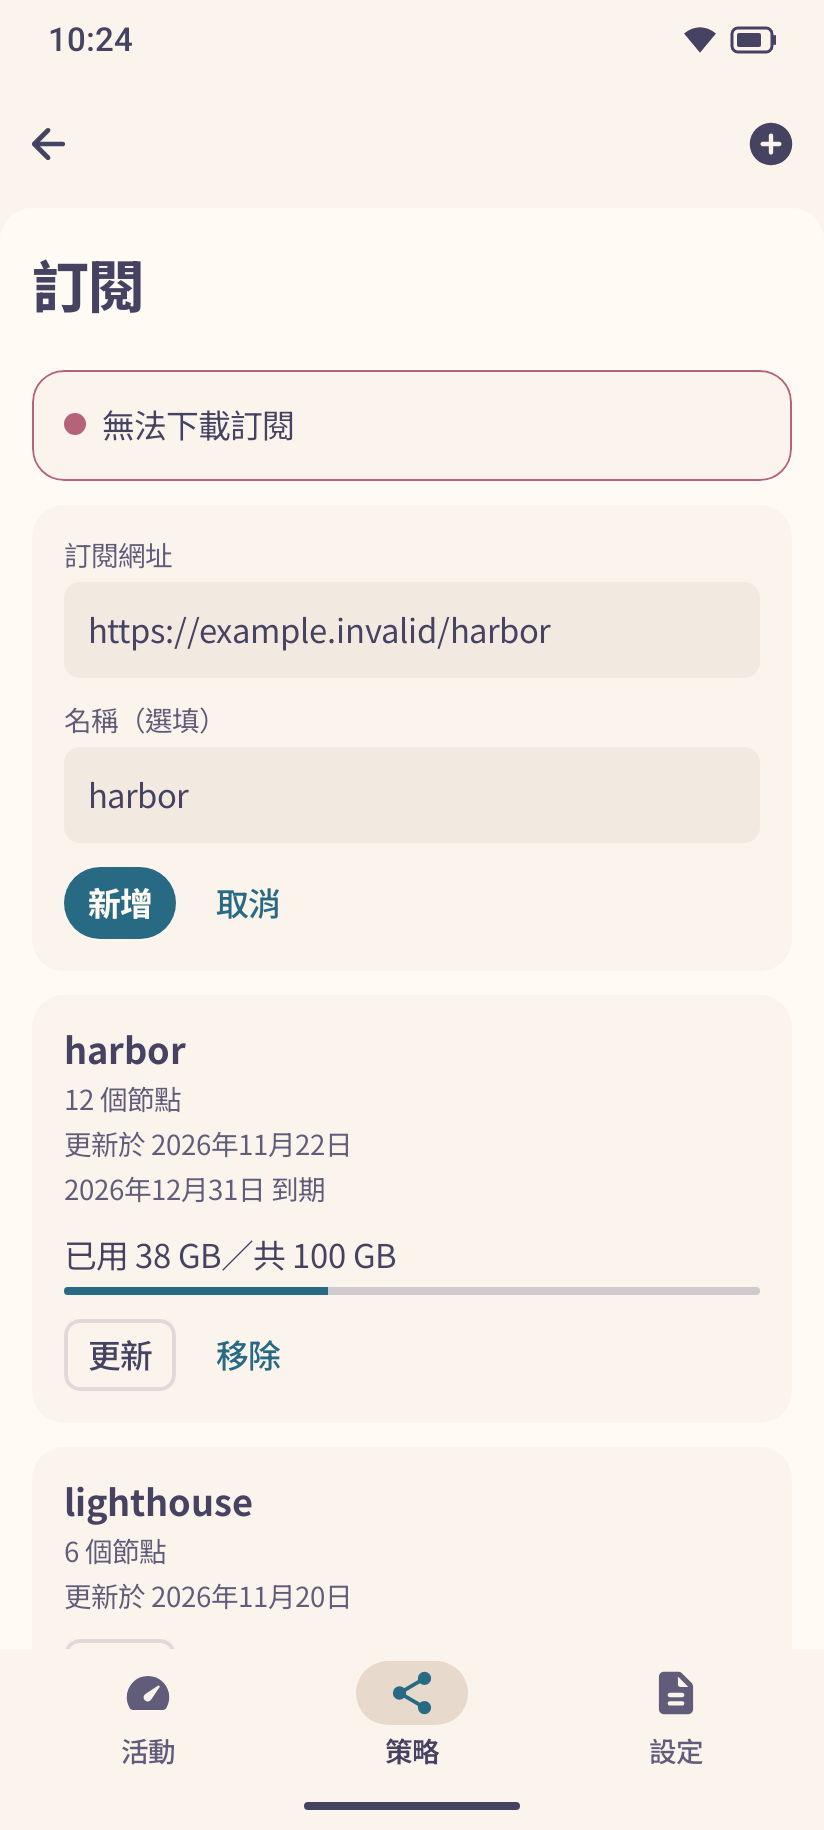 10:24
訂閱
無法下載訂閱
訂閱網址
https://example.invalid/harbor
名稱（選填）
harbor
新增
取消
harbor
12 個節點
更新於 2026年11月22日
2026年12月31日 到期
已用 38 GB／共 100 GB
更新
移除
lighthouse
6 個節點
更新於 2026年11月20日
活動
策略
設定